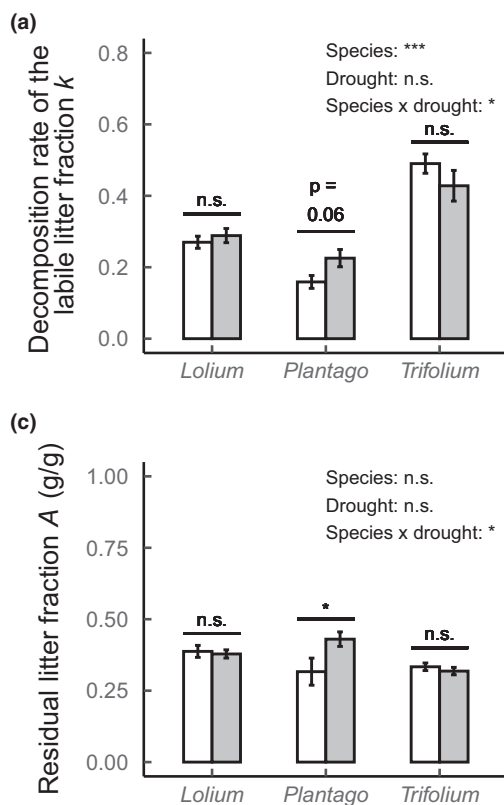 (a)
Decomposition rate of the
labile litter fraction k
0.8
0.6
0.4
0.2
0.0
Species: ***
Drought: n.s.
Species x drought: *
n.s.
p =
0.06
n.s.
Lolium
Plantago
Trifolium
(c)
Residual litter fraction A (g/g)
1.00
0.75
0.50
0.25
0.00
Species: n.s.
Drought: n.s.
Species x drought: *
n.s.
*
n.s.
Lolium
Plantago
Trifolium